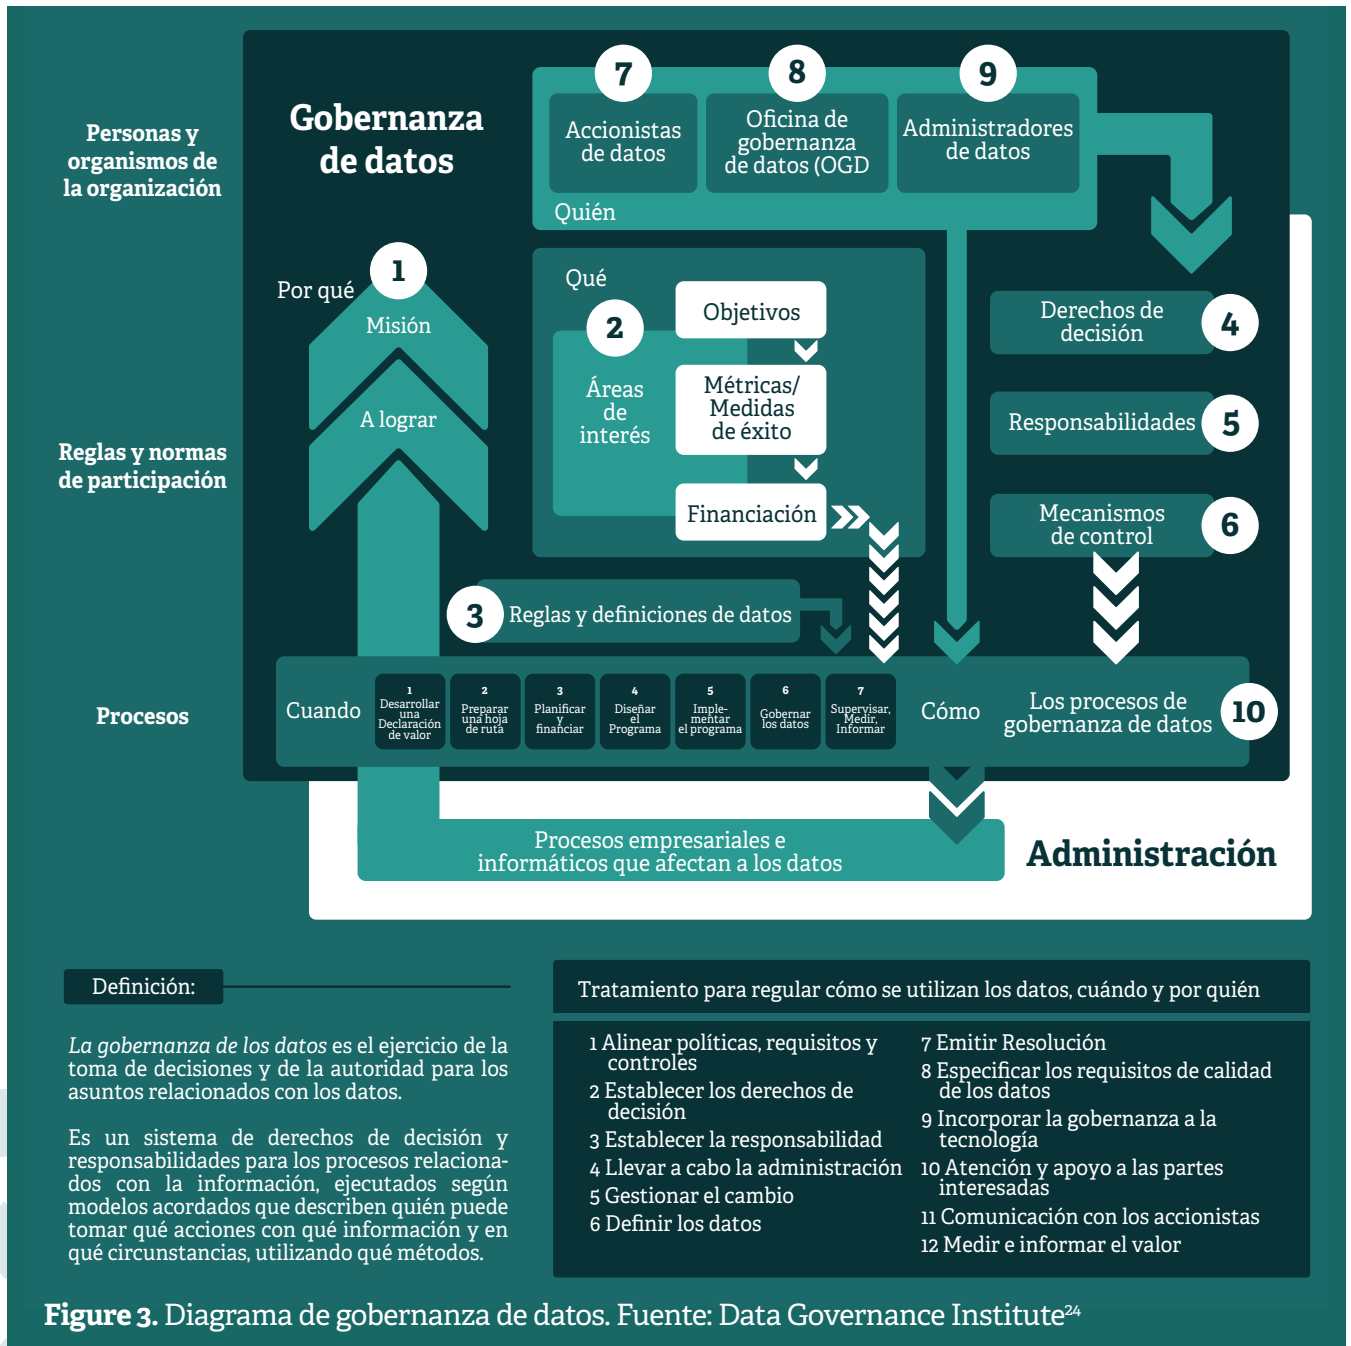 Gobernanza
de datos
Personas y
organismos de
la organización
Reglas y normas
de participación
Procesos
7
Accionistas
de datos
8
Oficina de
gobernanza
de datos (OGD
9
Administradores
de datos
Quién
Por qué
1
Misión
A lograr
Qué
2
Áreas
de
interés
Objetivos
Métricas/
Medidas
de éxito
Financiación
Derechos de
decisión
4
Responsabilidades
5
Mecanismos
de control
6
3
Reglas y definiciones de datos
Cuando
1
Desarrollar
una
Declaración
de valor
2
Preparar
una hoja
de ruta
3
Planificar
y
financiar
4
Diseñar
el
Programa
5
Imple-
mentar
el programa
6
Gobernar
los datos
7
Supervisar,
Medir,
Informar
Cómo
Los procesos de
gobernanza de datos
10
Procesos empresariales e
informáticos que afectan a los datos
Administración
Definición:
La gobernanza de los datos es el ejercicio de la
toma de decisiones y de la autoridad para los
asuntos relacionados con los datos.
Es un sistema de derechos de decisión y
responsabilidades para los procesos relaciona-
dos con la información, ejecutados según
modelos acordados que describen quién puede
tomar qué acciones con qué información y en
qué circunstancias, utilizando qué métodos.
Tratamiento para regular cómo se utilizan los datos, cuándo y por quién
1 Alinear políticas, requisitos y
controles
2 Establecer los derechos de
decisión
3 Establecer la responsabilidad
4 Llevar a cabo la administración
5 Gestionar el cambio
6 Definir los datos
7 Emitir Resolución
8 Especificar los requisitos de calidad
de los datos
9 Incorporar la gobernanza a la
tecnología
10 Atención y apoyo a las partes
interesadas
11 Comunicación con los accionistas
12 Medir e informar el valor
Figure 3. Diagrama de gobernanza de datos. Fuente: Data Governance Institute24